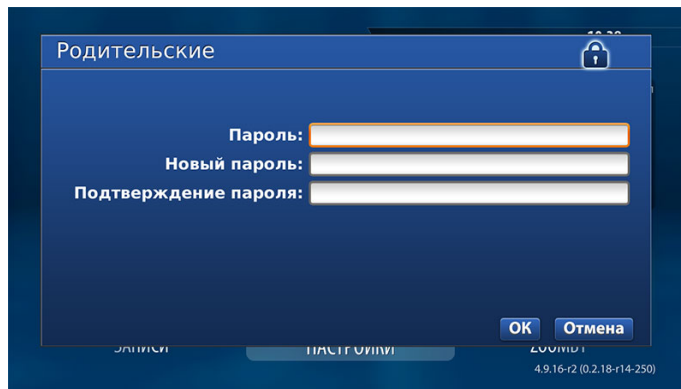 Родительские
Пароль:
Новый пароль:
Подтверждение пароля:
OK Отмена
ЗАПИСИ НАСТРОЙКИ
4.9.16-r2 (0.2.18-r14-250)